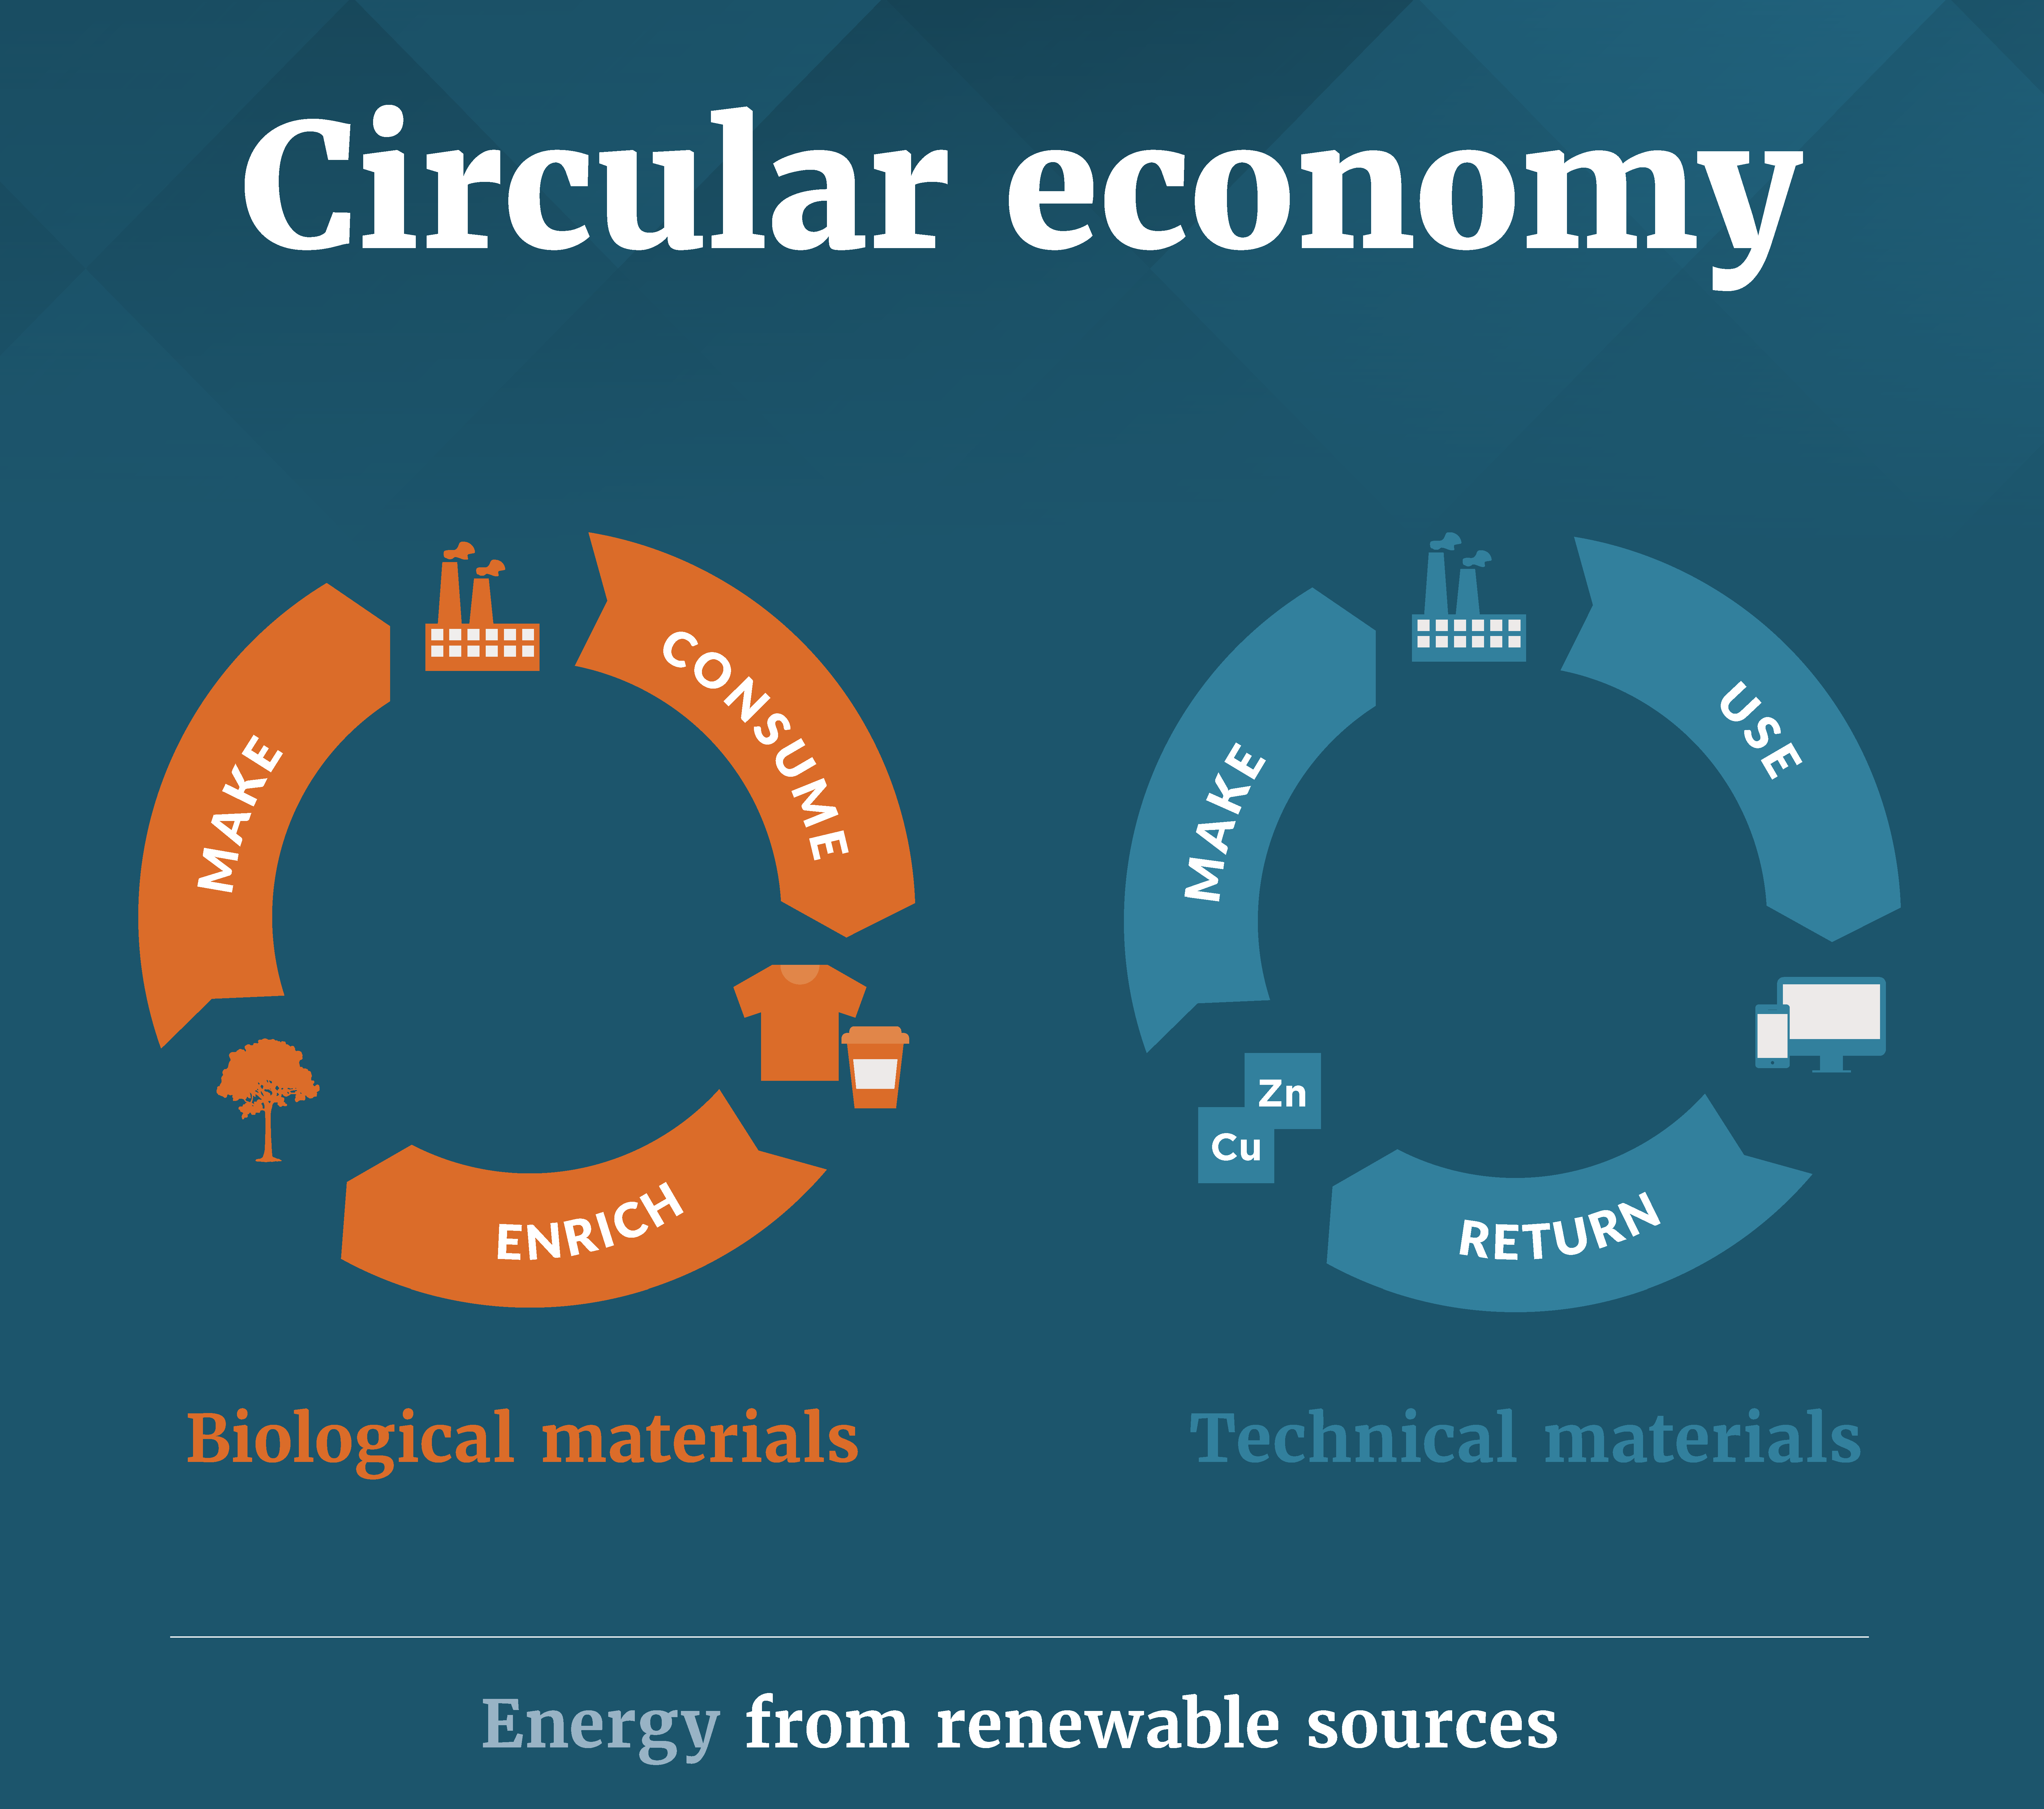 Circular economy
MAKE
CONSUME
ENRICH
Biological materials
MAKE
USE
Zn
Cu
RETURN
Technical materials
Energy from renewable sources